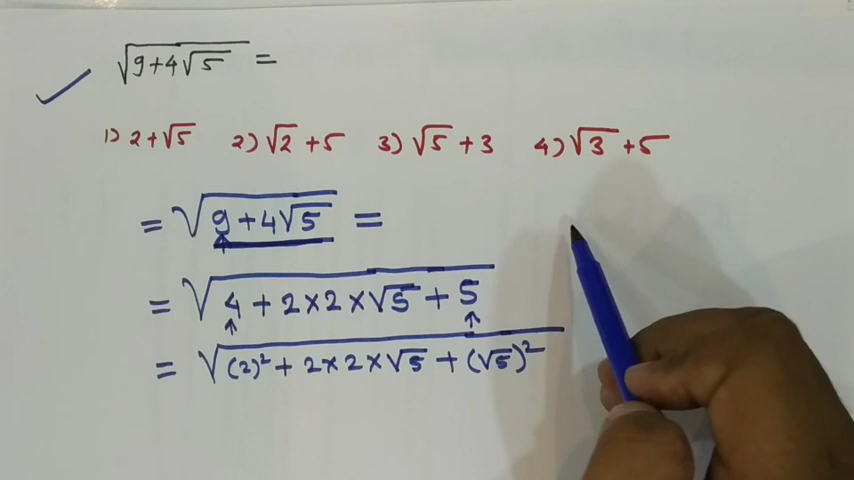 √(9+4√5) =
1) 2+√5 2) √2+5 3) √5+3 4) √3+5
= √(9+4√5) =
= √(4+2×2×√5+5)
= √((2)²+2×2×√5+(√5)²)